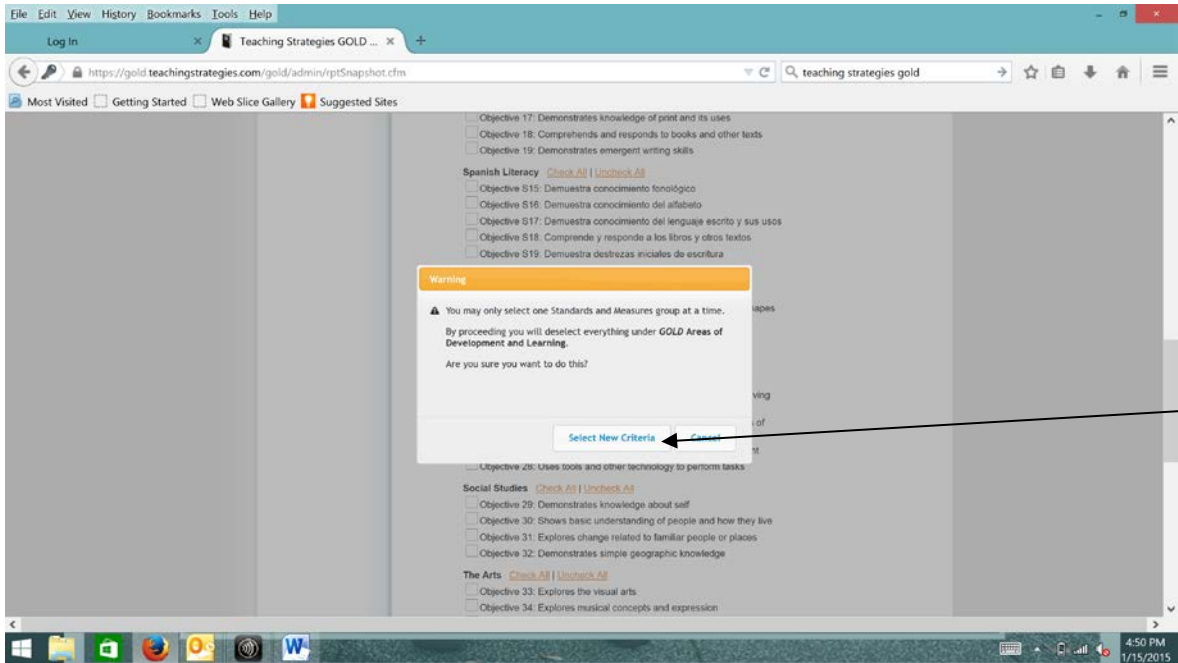 File Edit View History Bookmarks Tools Help
Log In
Teaching Strategies GOLD ...
https://gold.teachingstrategies.com/gold/admin/rptSnapshot.cfm
teaching strategies gold
Most Visited Getting Started Web Slice Gallery Suggested Sites
Objective 17: Demonstrates knowledge of print and its uses
Objective 18: Comprehends and responds to books and other texts
Objective 19: Demonstrates emergent writing skills
Spanish Literacy Check All | Uncheck All
Objective S15: Demuestra conocimiento fonológico
Objective S16: Demuestra conocimiento del alfabeto
Objective S17: Demuestra conocimiento del lenguaje escrito y sus usos
Objective S18: Comprende y responde a los libros y otros textos
Objective S19: Demuestra destrezas iniciales de escritura
Warning
You may only select one Standards and Measures group at a time.
By proceeding you will deselect everything under GOLD Areas of
Development and Learning.
Are you sure you want to do this?
Select New Criteria Cancel
apes
ving
of
nt
Objective 28: Uses tools and other technology to perform tasks
Social Studies Check All | Uncheck All
Objective 29: Demonstrates knowledge about self
Objective 30: Shows basic understanding of people and how they live
Objective 31: Explores change related to familiar people or places
Objective 32: Demonstrates simple geographic knowledge
The Arts Check All | Uncheck All
Objective 33: Explores the visual arts
Objective 34: Explores musical concepts and expression
4:50 PM
1/15/2015